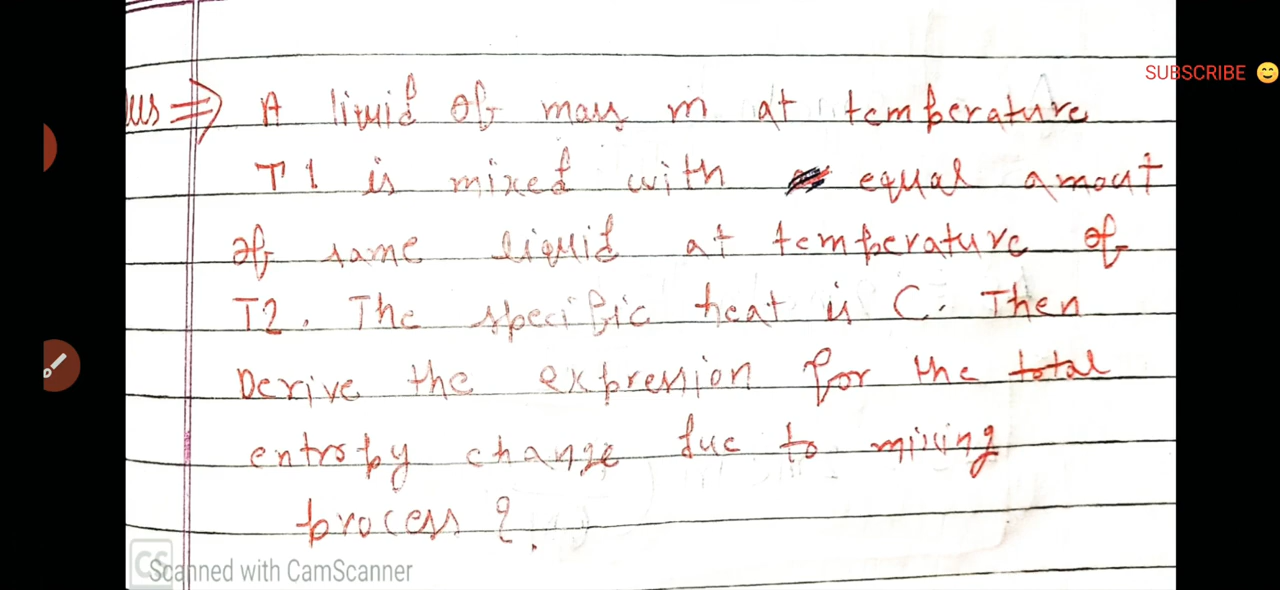 SUBSCRIBE 😊
us ⇒ A liquid of mass m at temperature
T1 is mixed with equal amout
of same liquid at temperature of
T2. The specific heat is C. Then
Derive the expression for the total
entropy change due to mixing
process ?.
CS Scanned with CamScanner